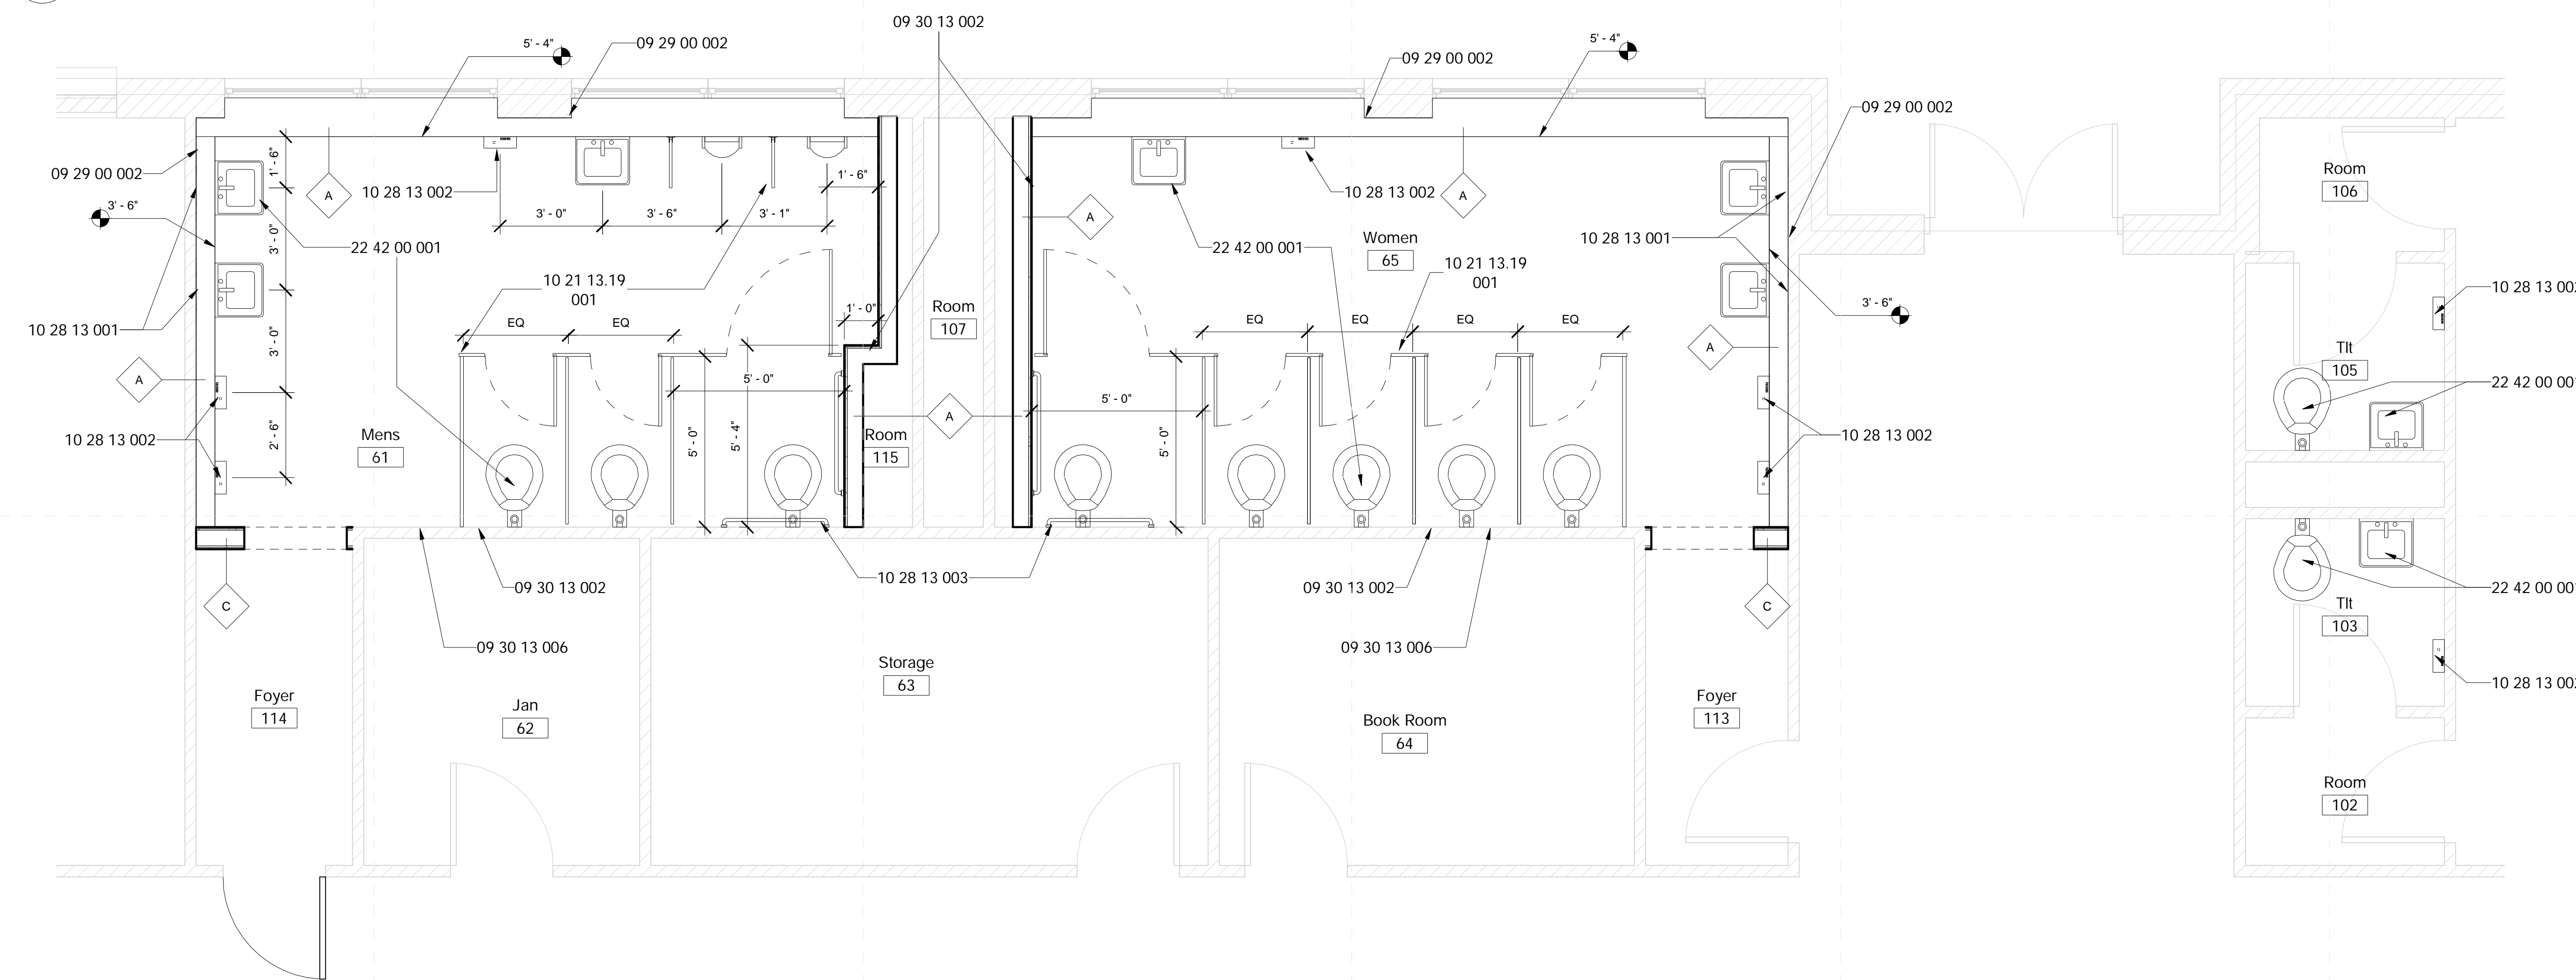 09 30 13 002
5' - 4"
09 29 00 002
09 29 00 002
5' - 4"
09 29 00 002
09 29 00 002
1' - 6"
A
10 28 13 002
1' - 6"
10 28 13 002
A
Room
106
3' - 6"
3' - 0"
3' - 6"
3' - 1"
A
3' - 0"
22 42 00 001
22 42 00 001
Women
65
10 28 13 001
10 21 13.19
001
10 21 13.19
001
10 28 13 002
10 28 13 001
EQ
EQ
1' - 0"
Room
107
EQ
EQ
EQ
EQ
3' - 6"
3' - 0"
A
5' - 0"
A
Tlt
105
A
5' - 0"
22 42 00 001
10 28 13 002
2' - 6"
Mens
61
5' - 0"
5' - 4"
Room
115
A
5' - 0"
10 28 13 002
C
09 30 13 002
10 28 13 003
09 30 13 002
C
22 42 00 001
Tlt
103
09 30 13 006
09 30 13 006
Storage
63
10 28 13 002
Foyer
114
Jan
62
Book Room
64
Foyer
113
Room
102